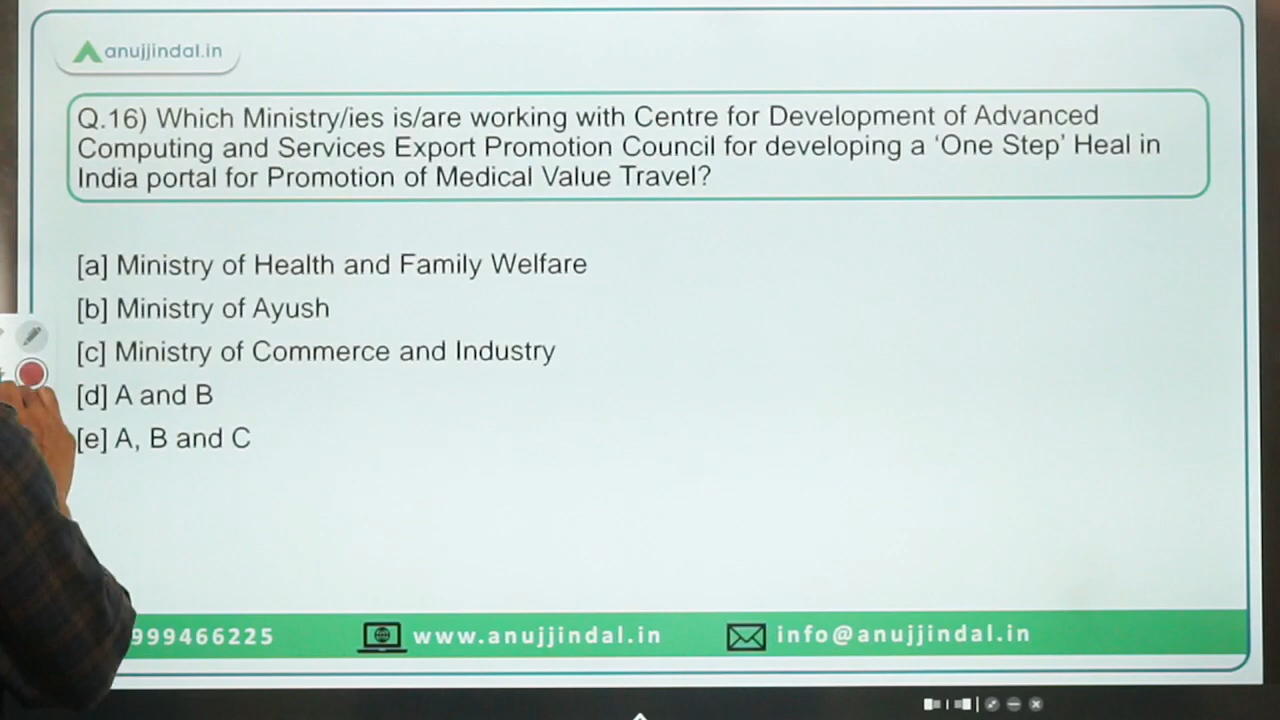 anujjindal.in
Q.16) Which Ministry/ies is/are working with Centre for Development of Advanced
Computing and Services Export Promotion Council for developing a ‘One Step’ Heal in
India portal for Promotion of Medical Value Travel?
[a] Ministry of Health and Family Welfare
[b] Ministry of Ayush
[c] Ministry of Commerce and Industry
[d] A and B
[e] A, B and C
999466225 www.anujjindal.in info@anujjindal.in